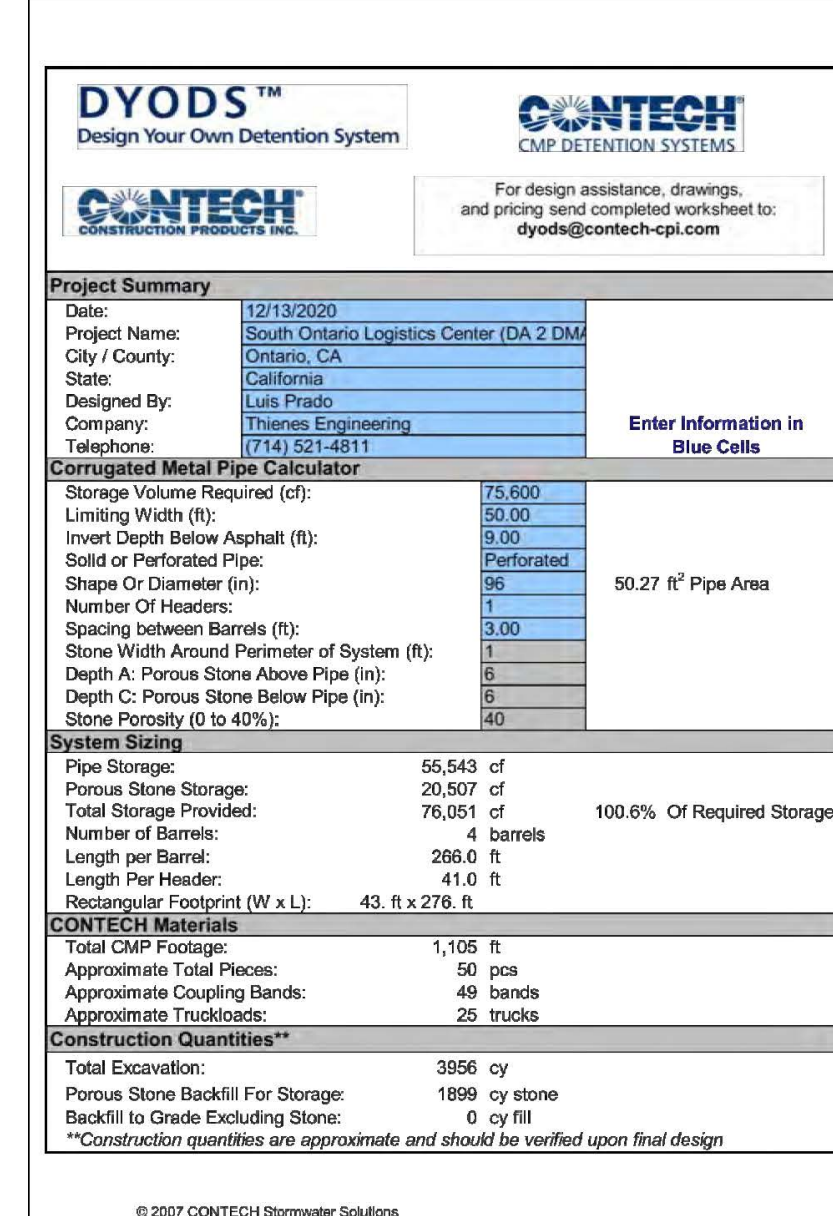 DYODS™
Design Your Own Detention System
CONTECH®
CMP DETENTION SYSTEMS
CONTECH®
CONSTRUCTION PRODUCTS INC.
For design assistance, drawings,
and pricing send completed worksheet to:
dyods@contech-cpi.com
Project Summary
Date: 12/13/2020
Project Name: South Ontario Logistics Center (DA 2 DMA
City / County: Ontario, CA
State: California
Designed By: Luis Prado
Company: Thienes Engineering
Telephone: (714) 521-4811
Enter Information in
Blue Cells
Corrugated Metal Pipe Calculator
Storage Volume Required (cf): 75,600
Limiting Width (ft): 50.00
Invert Depth Below Asphalt (ft): 9.00
Solid or Perforated Pipe: Perforated
Shape Or Diameter (in): 96 50.27 ft² Pipe Area
Number Of Headers: 1
Spacing between Barrels (ft): 3.00
Stone Width Around Perimeter of System (ft): 1
Depth A: Porous Stone Above Pipe (in): 6
Depth C: Porous Stone Below Pipe (in): 6
Stone Porosity (0 to 40%): 40
System Sizing
Pipe Storage: 55,543 cf
Porous Stone Storage: 20,507 cf
Total Storage Provided: 76,051 cf 100.6% Of Required Storage
Number of Barrels: 4 barrels
Length per Barrel: 266.0 ft
Length Per Header: 41.0 ft
Rectangular Footprint (W x L): 43. ft x 276. ft
CONTECH Materials
Total CMP Footage: 1,105 ft
Approximate Total Pieces: 50 pcs
Approximate Coupling Bands: 49 bands
Approximate Truckloads: 25 trucks
Construction Quantities**
Total Excavation: 3956 cy
Porous Stone Backfill For Storage: 1899 cy stone
Backfill to Grade Excluding Stone: 0 cy fill
**Construction quantities are approximate and should be verified upon final design
© 2007 CONTECH Stormwater Solutions